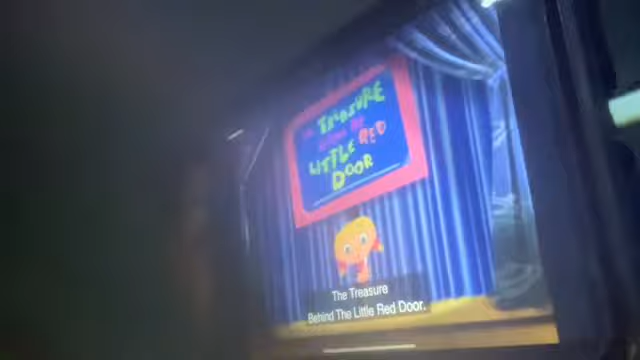 TREASURE
LITTLE RED
DOOR
The Treasure
Behind The Little Red Door.